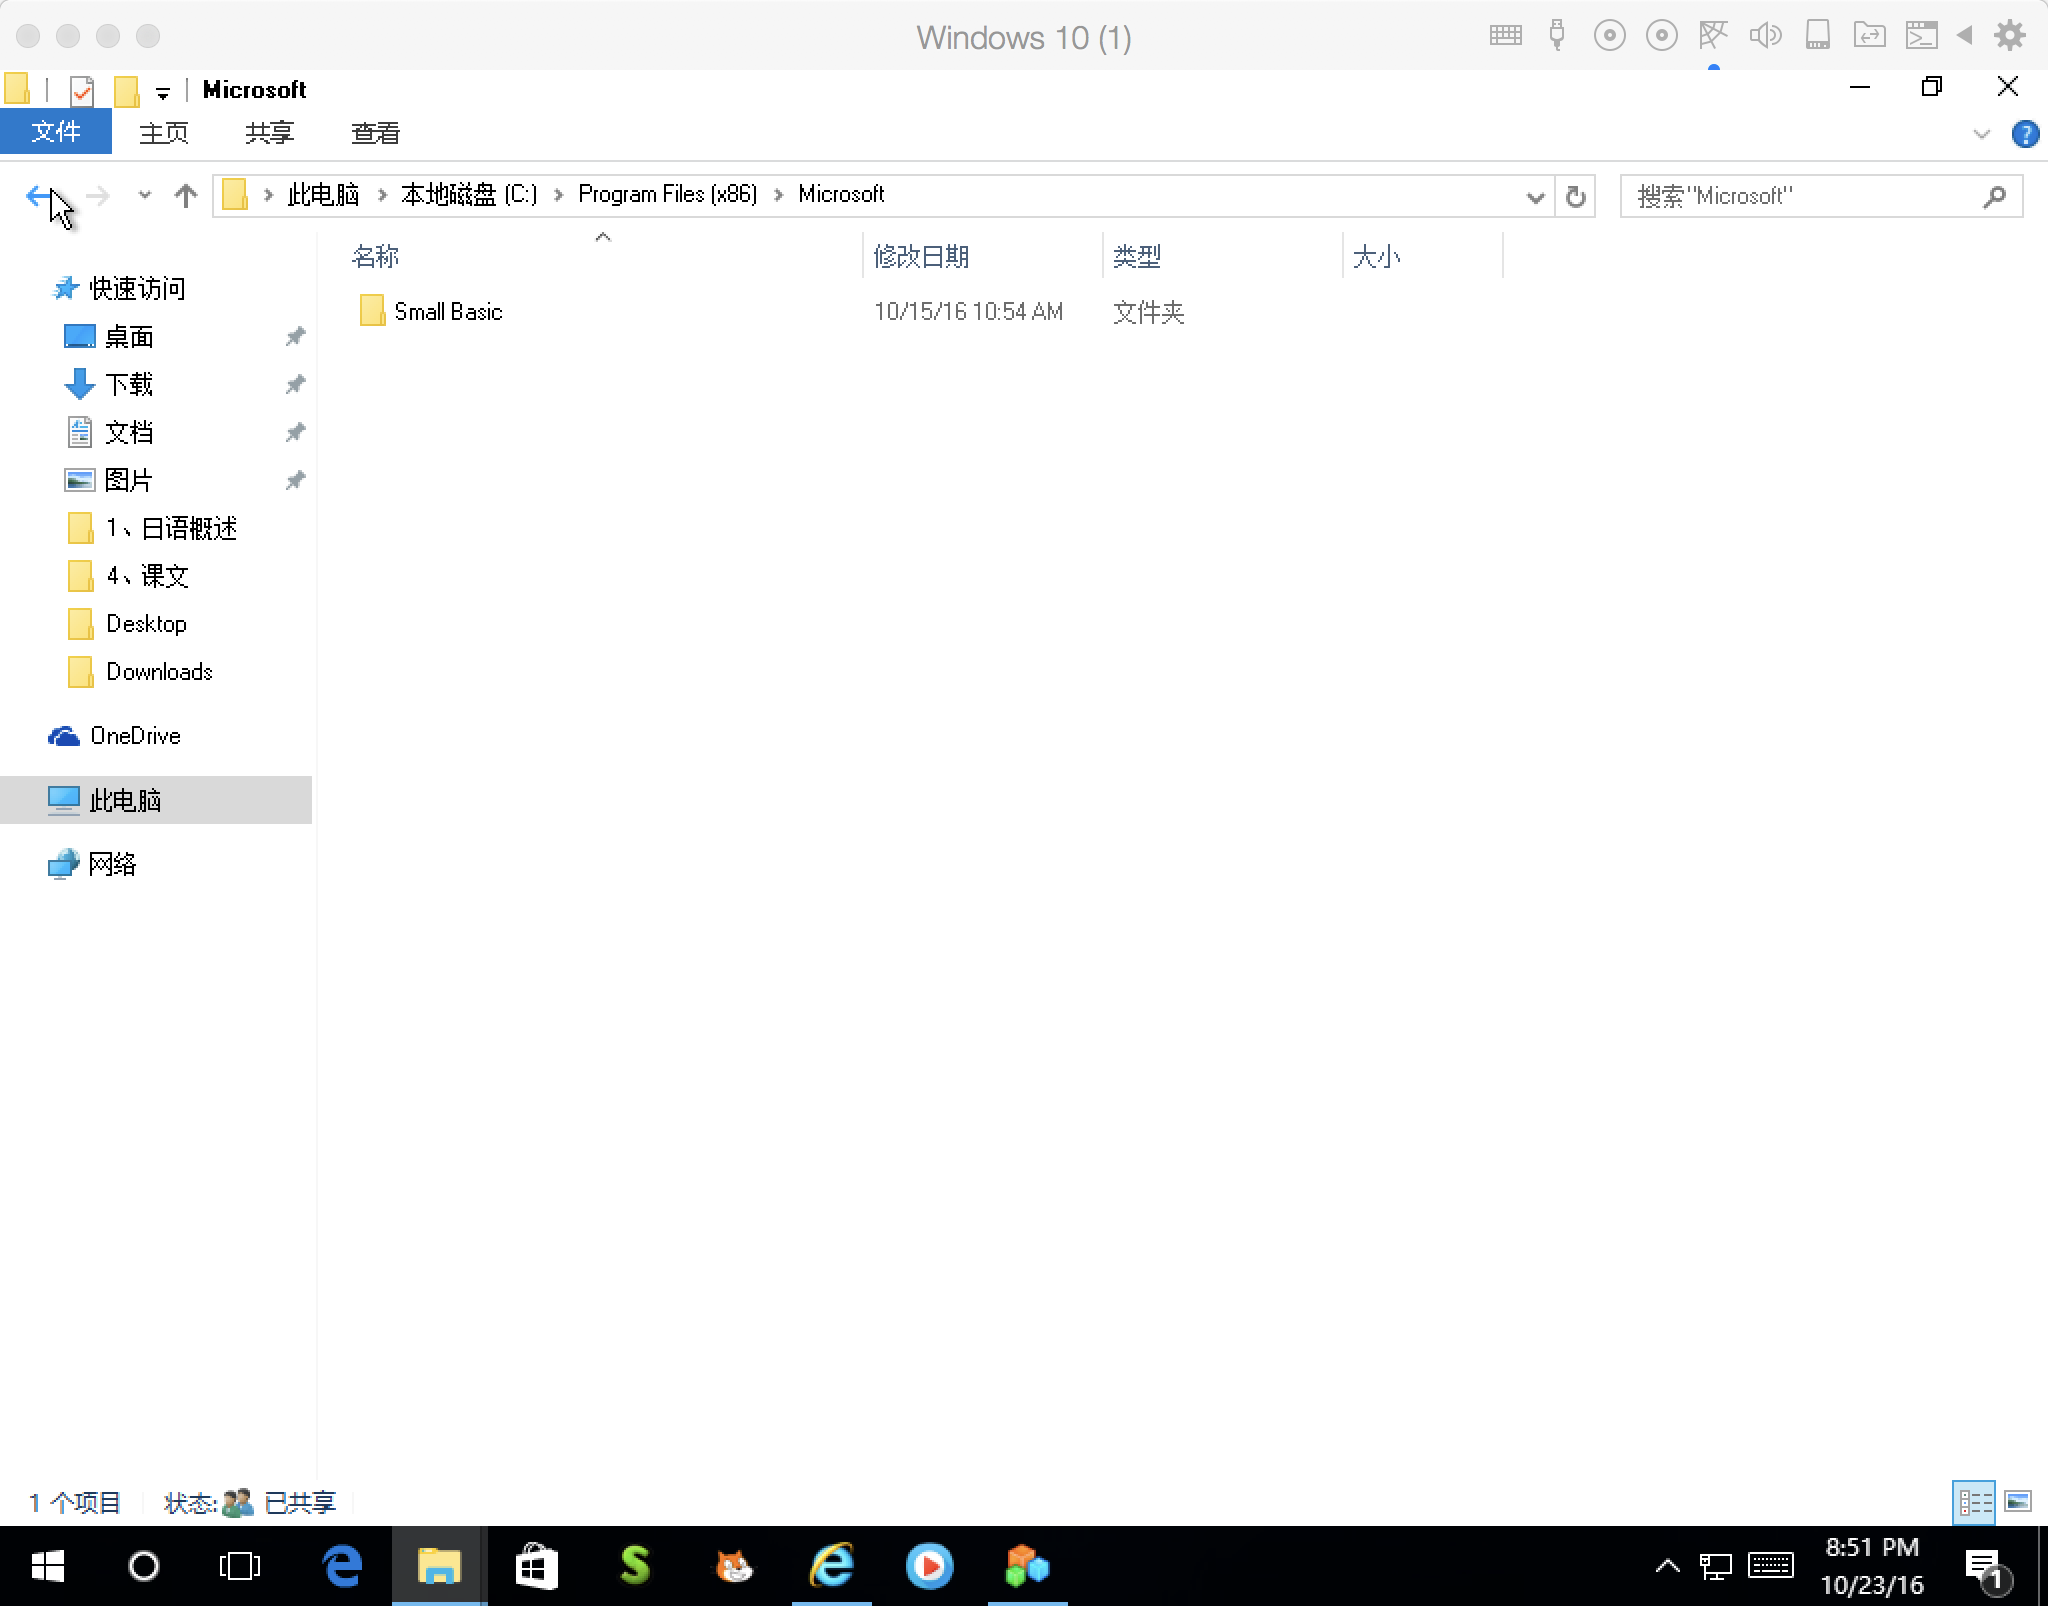 Windows 10 (1)
Microsoft
文件 主页 共享 查看
此电脑 本地磁盘 (C:) Program Files (x86) Microsoft 搜索"Microsoft"
名称 修改日期 类型 大小
Small Basic 10/15/16 10:54 AM 文件夹
快速访问
桌面
下载
文档
图片
1、日语概述
4、课文
Desktop
Downloads
OneDrive
此电脑
网络
1 个项目 状态: 已共享
8:51 PM
10/23/16
1